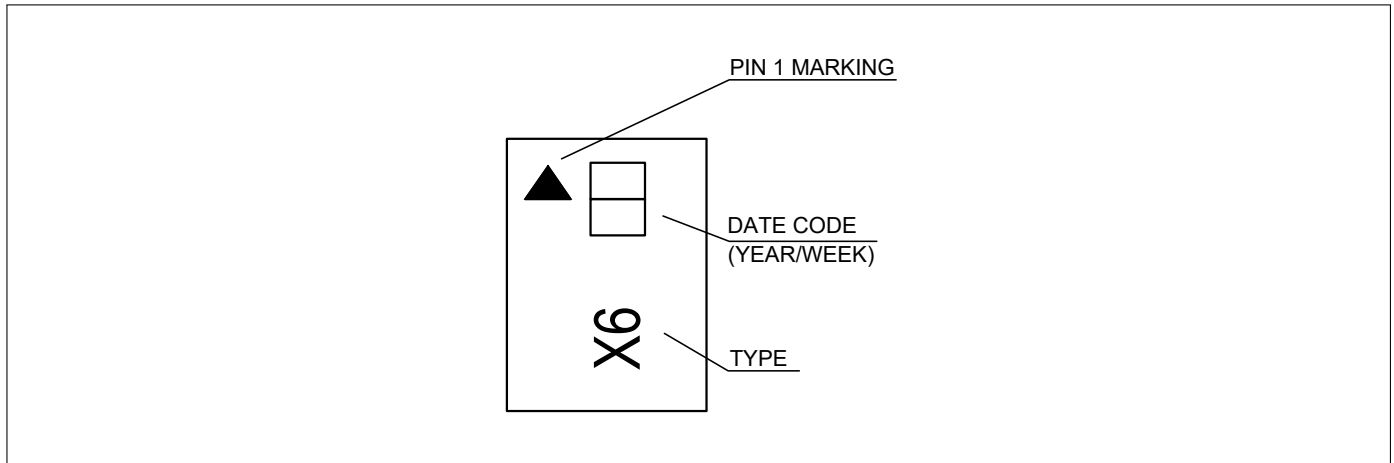 PIN 1 MARKING
DATE CODE
(YEAR/WEEK)
X6
TYPE